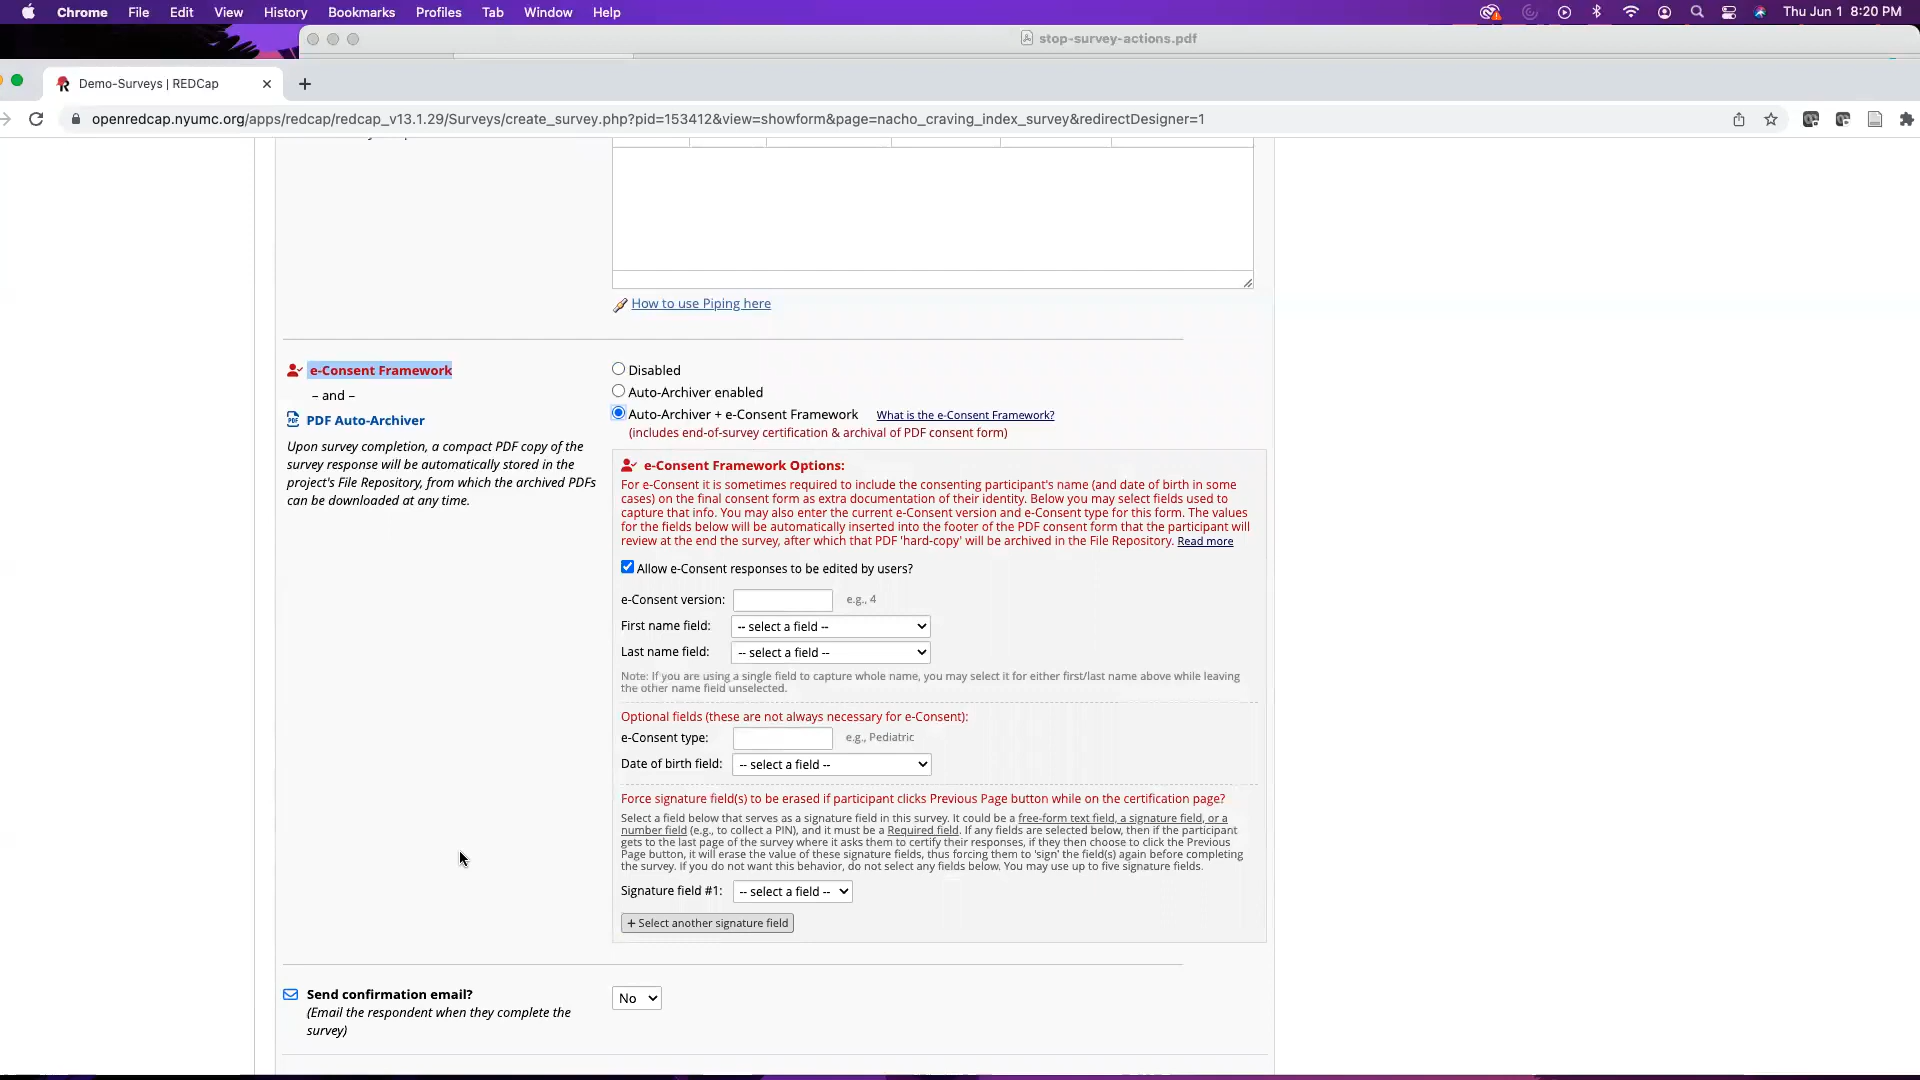 Chrome File Edit View History Bookmarks Profiles Tab Window Help Thu Jun 1 8:20 PM
stop-survey-actions.pdf
Demo-Surveys | REDCap
openredcap.nyumc.org/apps/redcap/redcap_v13.1.29/Surveys/create_survey.php?pid=153412&view=showform&page=nacho_craving_index_survey&redirectDesigner=1
How to use Piping here
e-Consent Framework
– and –
PDF Auto-Archiver
Upon survey completion, a compact PDF copy of the
survey response will be automatically stored in the
project's File Repository, from which the archived PDFs
can be downloaded at any time.
Disabled
Auto-Archiver enabled
Auto-Archiver + e-Consent Framework What is the e-Consent Framework?
(includes end-of-survey certification & archival of PDF consent form)
e-Consent Framework Options:
For e-Consent it is sometimes required to include the consenting participant's name (and date of birth in some
cases) on the final consent form as extra documentation of their identity. Below you may select fields used to
capture that info. You may also enter the current e-Consent version and e-Consent type for this form. The values
for the fields below will be automatically inserted into the footer of the PDF consent form that the participant will
review at the end the survey, after which that PDF 'hard-copy' will be archived in the File Repository. Read more
Allow e-Consent responses to be edited by users?
e-Consent version: e.g., 4
First name field: -- select a field --
Last name field: -- select a field --
Note: If you are using a single field to capture whole name, you may select it for either first/last name above while leaving
the other name field unselected.
Optional fields (these are not always necessary for e-Consent):
e-Consent type: e.g., Pediatric
Date of birth field: -- select a field --
Force signature field(s) to be erased if participant clicks Previous Page button while on the certification page?
Select a field below that serves as a signature field in this survey. It could be a free-form text field, a signature field, or a
number field (e.g., to collect a PIN), and it must be a Required field. If any fields are selected below, then if the participant
gets to the last page of the survey where it asks them to certify their responses, if they then choose to click the Previous
Page button, it will erase the value of these signature fields, thus forcing them to 'sign' the field(s) again before completing
the survey. If you do not want this behavior, do not select any fields below. You may use up to five signature fields.
Signature field #1: -- select a field --
+ Select another signature field
Send confirmation email?
(Email the respondent when they complete the
survey)
No